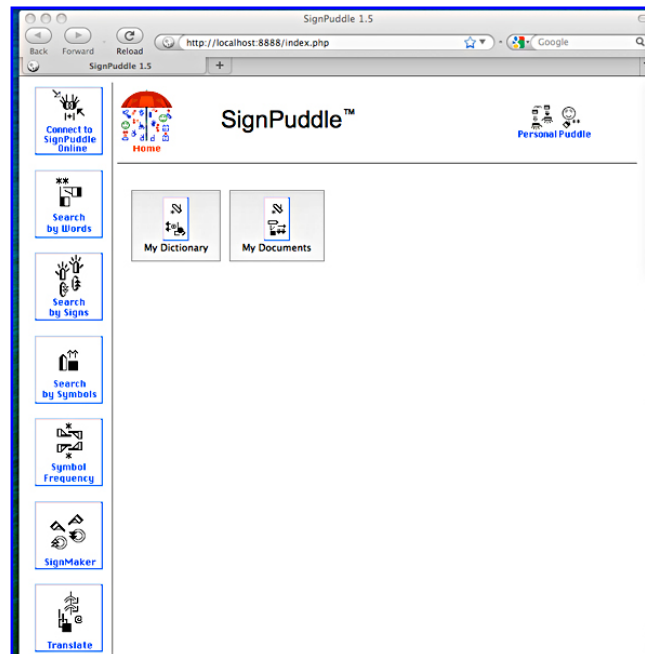 SignPuddle 1.5
Back
Forward
Reload
http://localhost:8888/index.php
Google
SignPuddle 1.5
+
Connect to
SignPuddle
Online
Home
SignPuddle™
Personal Puddle
Search
by Words
My Dictionary
My Documents
Search
by Signs
Search
by Symbols
Symbol
Frequency
SignMaker
Translate